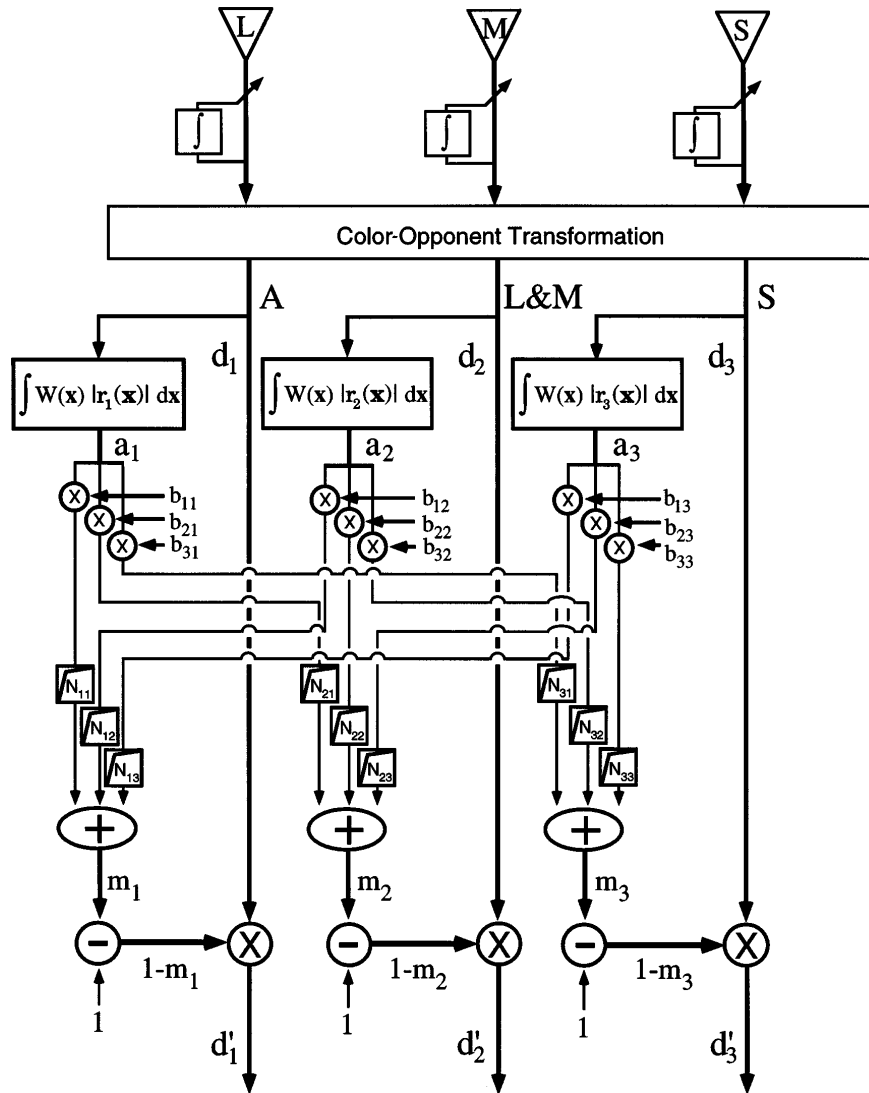 L M S
∫ ∫ ∫
Color-Opponent Transformation
A L&M S
d₁ d₂ d₃
∫ W(x) |r₁(x)| dx ∫ W(x) |r₂(x)| dx ∫ W(x) |r₃(x)| dx
a₁ a₂ a₃
X b₁₁ X b₁₂ X b₁₃
X b₂₁ X b₂₂ X b₂₃
X b₃₁ X b₃₂ X b₃₃
N₁₁ N₂₁ N₃₁
N₁₂ N₂₂ N₃₂
N₁₃ N₂₃ N₃₃
+ + +
m₁ m₂ m₃
− X − X − X
1-m₁ 1-m₂ 1-m₃
1 1 1
d'₁ d'₂ d'₃